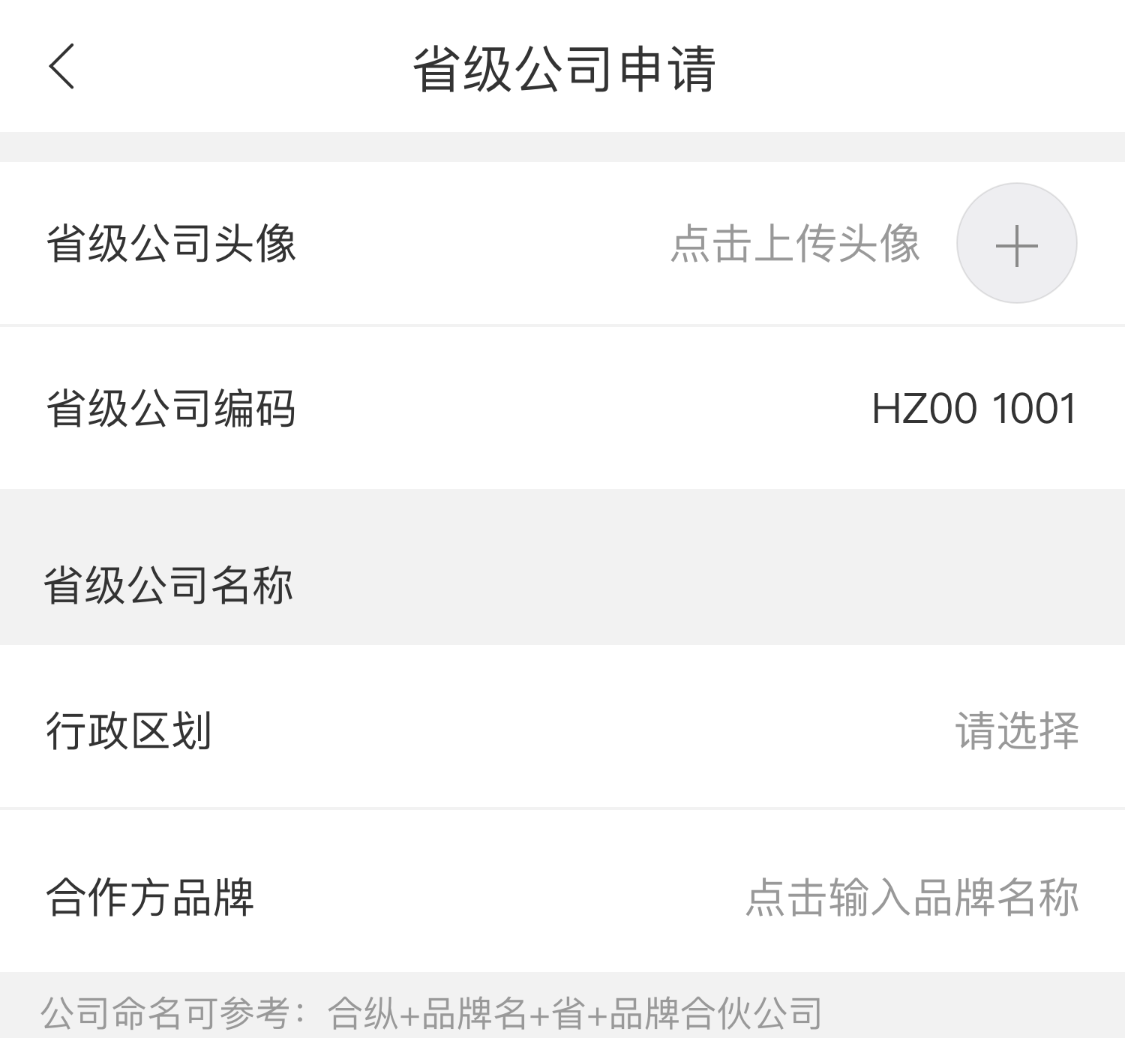 省级公司申请
省级公司头像 点击上传头像
省级公司编码 HZ00 1001
省级公司名称
行政区划 请选择
合作方品牌 点击输入品牌名称
公司命名可参考：合纵+品牌名+省+品牌合伙公司